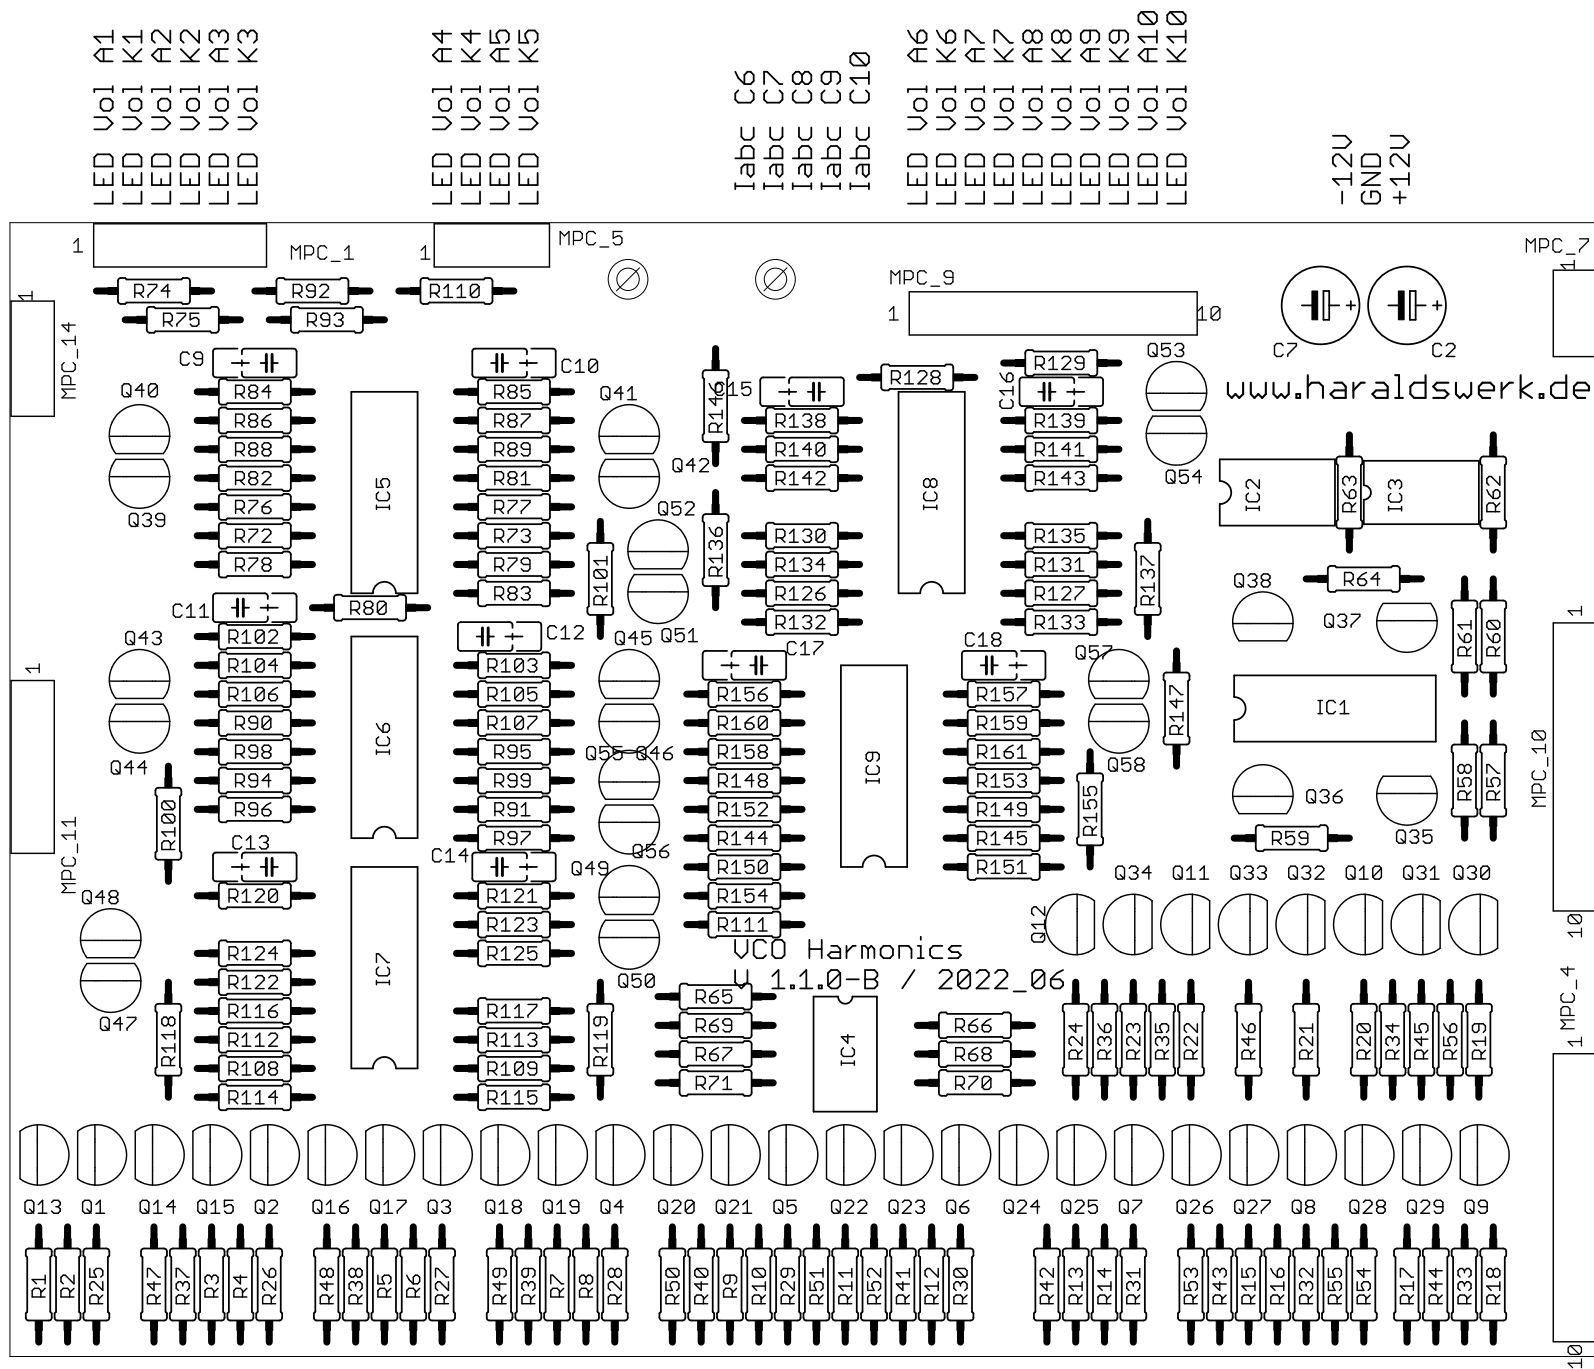 LED Vol A1
LED Vol K1
LED Vol A2
LED Vol K2
LED Vol A3
LED Vol K3
LED Vol A4
LED Vol K4
LED Vol A5
LED Vol K5
Iabc C6
Iabc C7
Iabc C8
Iabc C9
Iabc C10
LED Vol A6
LED Vol K6
LED Vol A7
LED Vol K7
LED Vol A8
LED Vol K8
LED Vol A9
LED Vol K9
LED Vol A10
LED Vol K10
-12V
GND
+12V
1 MPC_1
1 MPC_5
MPC_9
1 10
MPC_7
1
1
MPC_14
R74 R92 R110
R75 R93
C7 C2
C9 C10 C15 C16 Q53
R129
R128
www.haraldswerk.de
Q40 R84 R85 Q41 R146
R86 R87 R138 R139
R88 R89 R140 R141
R82 R81 Q42 R142 R143 Q54
R76 IC5 R77 IC8 IC2 R63 IC3 R62
Q39 R72 R73 Q52 R136 R130 R135
R78 R79 R101 R134 R131 R137
R83 R126 R127 R64
C11 R80 Q51 R132 R133 Q38 Q37
R102 C12 C17 C18 R61 R60
Q43 R104 R103 Q45 Q57 1
R106 R105 R156 R157 R147
1 R90 R107 R160 R159 IC1
R98 IC6 R95 Q55 Q46 R158 R161
Q44 R94 R99 R148 IC9 R153 Q58 R58 R57 MPC_10
R96 R91 R152 R149 R155 Q36
R100 R97 R144 R145 R59 Q35
MPC_11 C13 C14 Q56 R150 R151
R120 R121 Q49 R154
Q34 Q11 Q33 Q32 Q10 Q31 Q30
Q48 R123 R111 Q12 10
R124 R125
VCO Harmonics
V 1.1.0-B / 2022_06
R122 IC7 Q50 R65
R116 R117 R69 R66
Q47 R118 R112 R113 R119 R67 IC4 R68
R108 R109 R71 R70
R114 R115
R24 R36 R23 R35 R22 R46 R21 R20 R34 R45 R56 R19
MPC_4
1
Q13 Q1 Q14 Q15 Q2 Q16 Q17 Q3 Q18 Q19 Q4 Q20 Q21 Q5 Q22 Q23 Q6 Q24 Q25 Q7 Q26 Q27 Q8 Q28 Q29 Q9
R1 R2 R25 R47 R37 R3 R4 R26 R48 R38 R5 R6 R27 R49 R39 R7 R8 R28 R50 R40 R9 R10 R29 R51 R11 R52 R41 R12 R30 R42 R13 R14 R31 R53 R43 R15 R16 R32 R55 R54 R17 R44 R33 R18
10